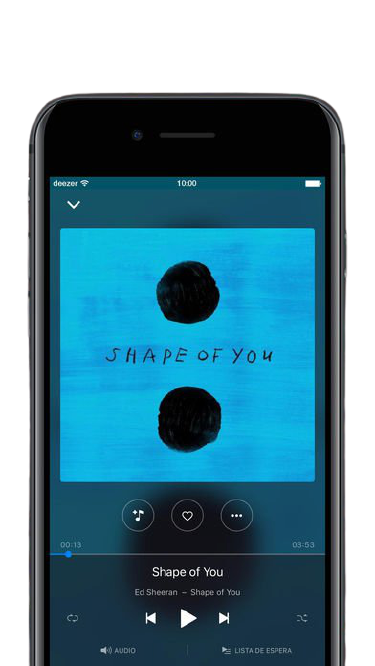 deezer 10:00
SHAPE OF YOU
00:13 03:53
Shape of You
Ed Sheeran – Shape of You
AUDIO LISTA DE ESPERA